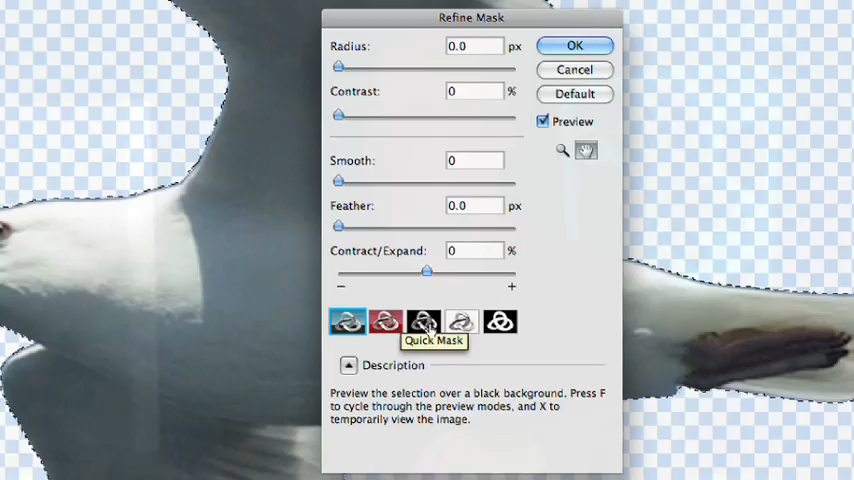 Refine Mask
Radius: 0.0 px
OK
Contrast: 0 %
Cancel
Default
Preview
Smooth: 0
Feather: 0.0 px
Contract/Expand: 0 %
− +
Quick Mask
Description
Preview the selection over a black background. Press F
to cycle through the preview modes, and X to
temporarily view the image.